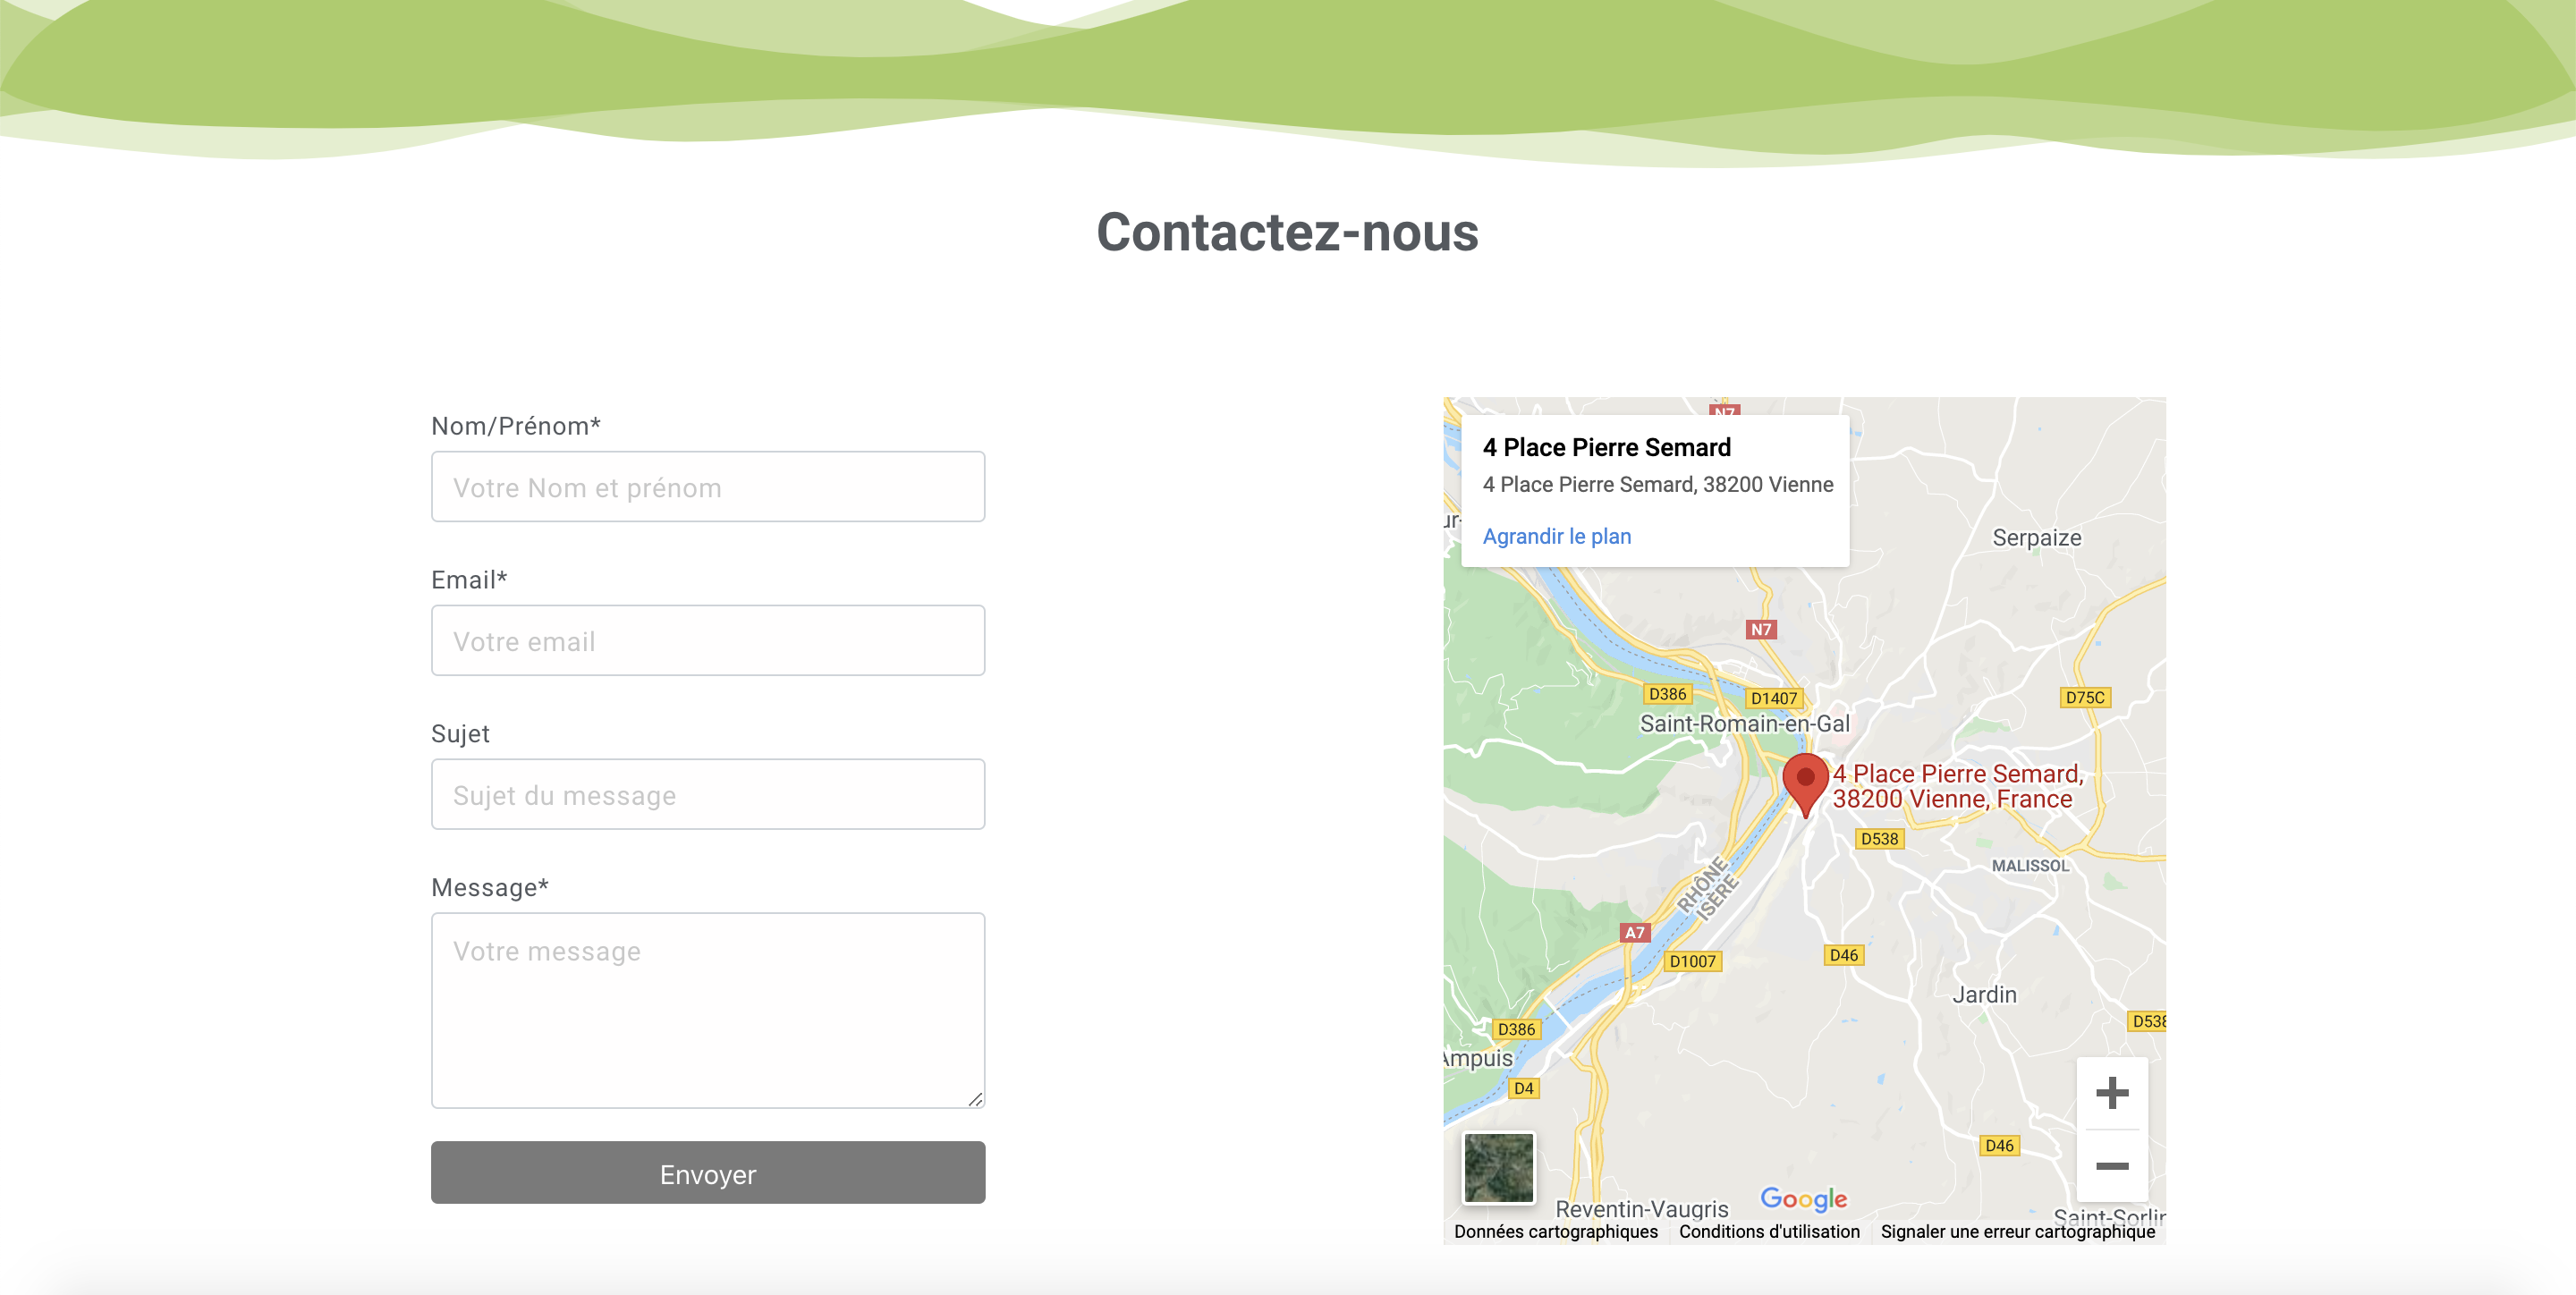 Contactez-nous
Nom/Prénom*
Votre Nom et prénom
Email*
Votre email
Sujet
Sujet du message
Message*
Votre message
Envoyer
N7
4 Place Pierre Semard
4 Place Pierre Semard, 38200 Vienne
Agrandir le plan
Serpaize
N7
D386
D1407
D75C
Saint-Romain-en-Gal
4 Place Pierre Semard,
38200 Vienne, France
D538
MALISSOL
RHÔNE
ISÈRE
A7
D1007
D46
Jardin
D386
D538
Ampuis
D4
D46
Reventin-Vaugris
Google
Saint-Sorlin
Données cartographiques
Conditions d'utilisation
Signaler une erreur cartographique